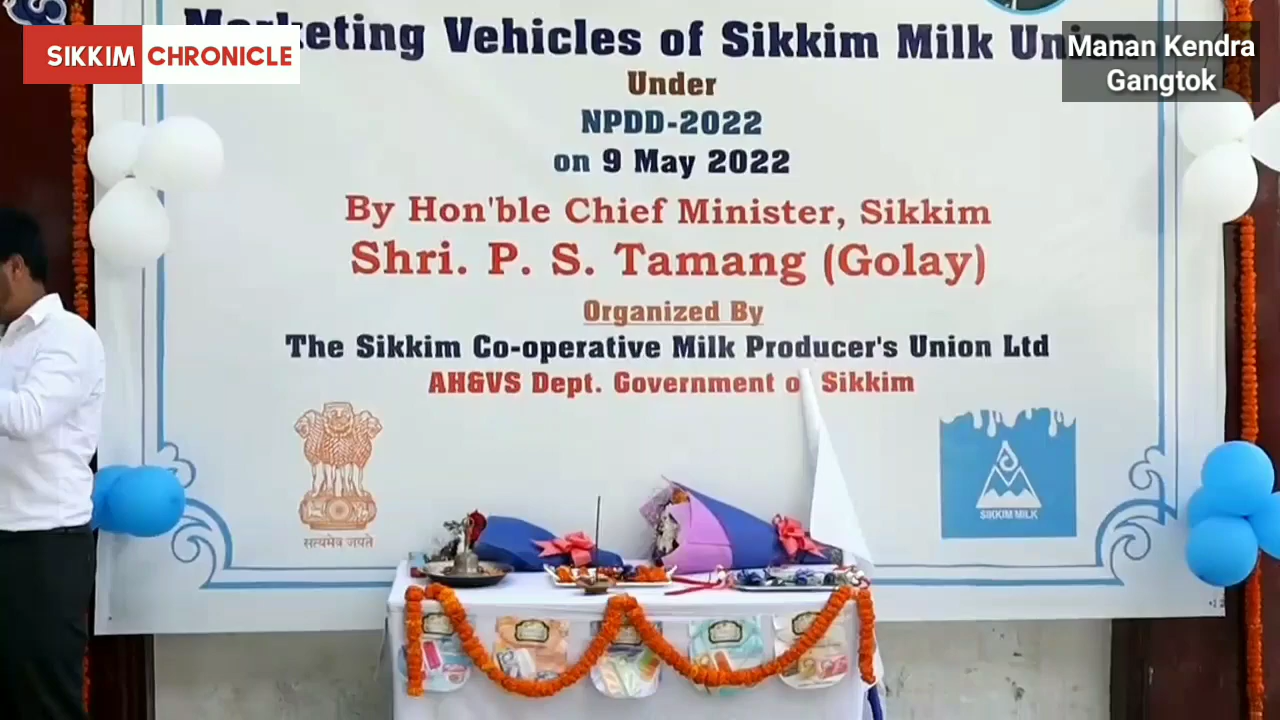 SIKKIM CHRONICLE
Manan Kendra
Gangtok
Marketing Vehicles of Sikkim Milk Union
Under
NPDD-2022
on 9 May 2022
By Hon'ble Chief Minister, Sikkim
Shri. P. S. Tamang (Golay)
Organized By
The Sikkim Co-operative Milk Producer's Union Ltd
AH&VS Dept. Government of Sikkim
सत्यमेव जयते
SIKKIM MILK